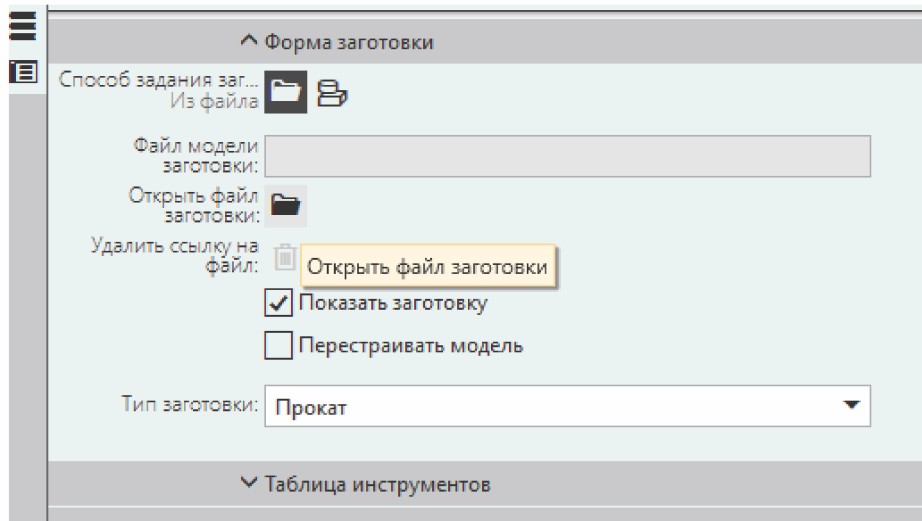 Форма заготовки
Способ задания заг...
Из файла
Файл модели
заготовки:
Открыть файл
заготовки:
Удалить ссылку на
файл:
Открыть файл заготовки
Показать заготовку
Перестраивать модель
Тип заготовки: Прокат
Таблица инструментов